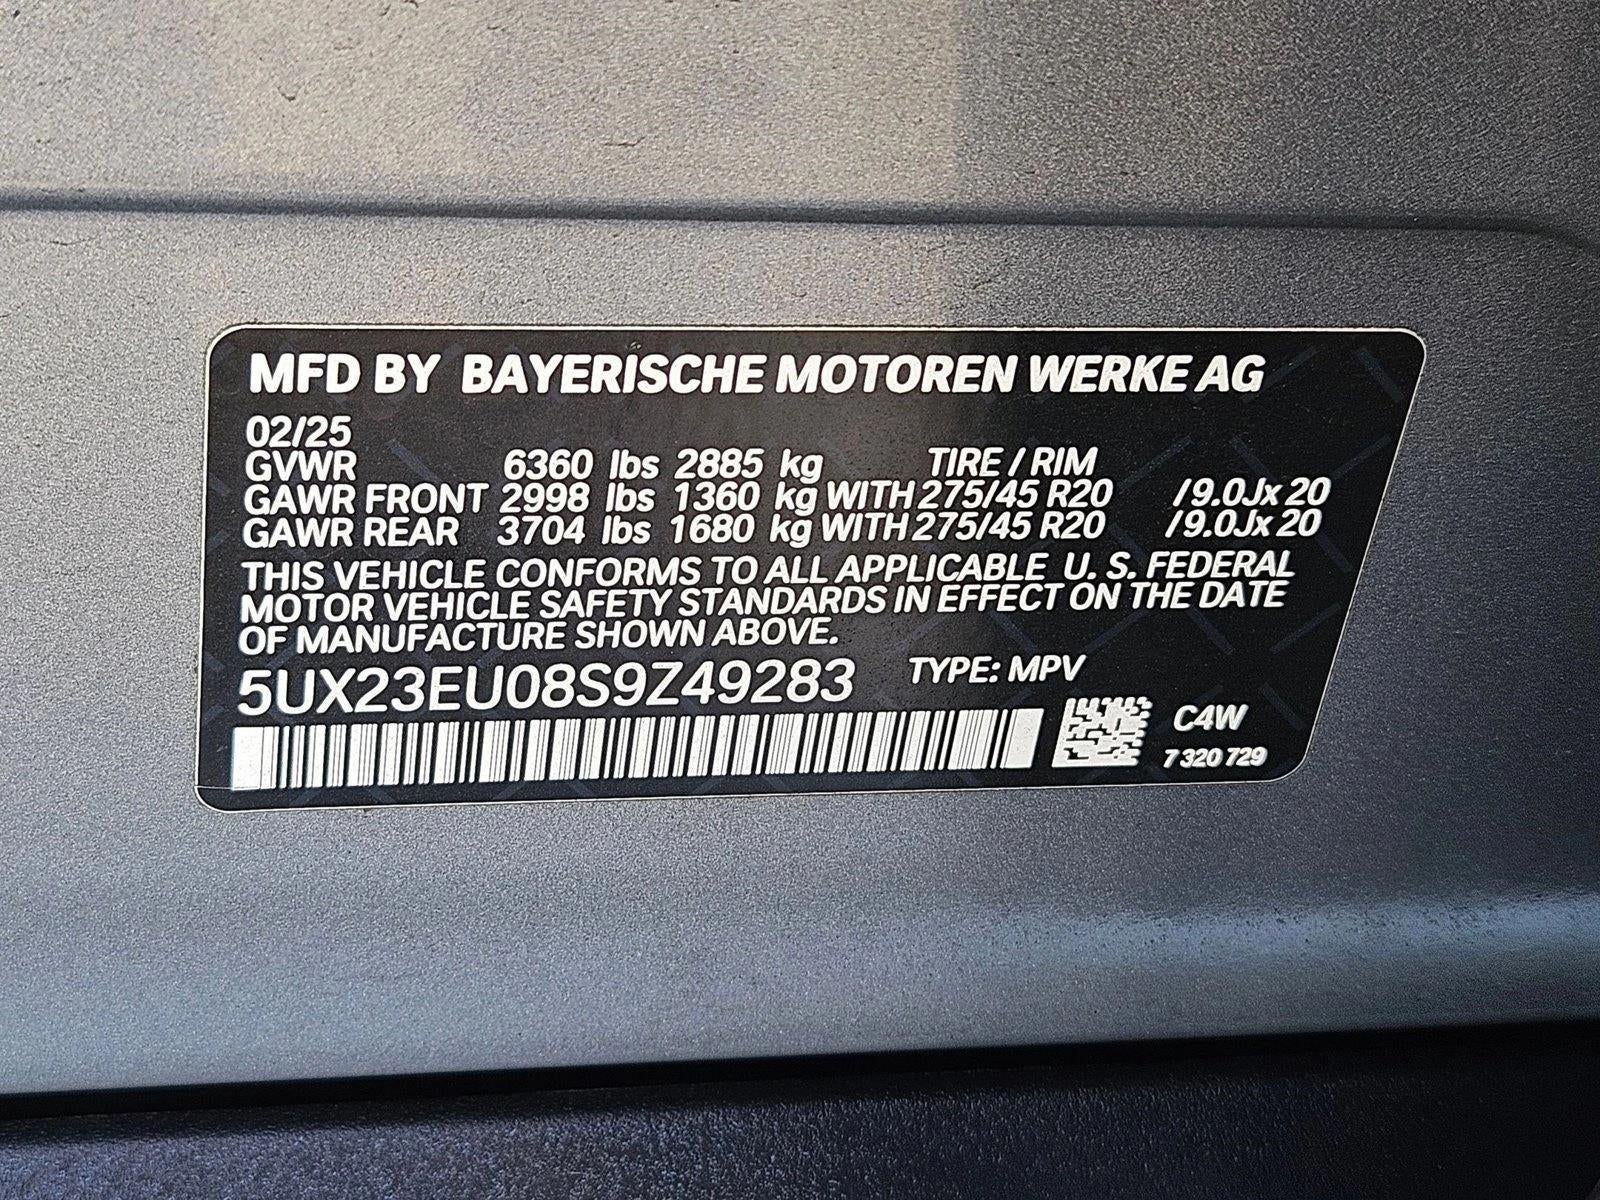 MFD BY BAYERISCHE MOTOREN WERKE AG
02/25
GVWR 6360 lbs 2885 kg TIRE / RIM
GAWR FRONT 2998 lbs 1360 kg WITH 275/45 R20 /9.0Jx 20
GAWR REAR 3704 lbs 1680 kg WITH 275/45 R20 /9.0Jx 20
THIS VEHICLE CONFORMS TO ALL APPLICABLE U. S. FEDERAL
MOTOR VEHICLE SAFETY STANDARDS IN EFFECT ON THE DATE
OF MANUFACTURE SHOWN ABOVE.
5UX23EU08S9Z49283 TYPE: MPV
C4W
7 320 729